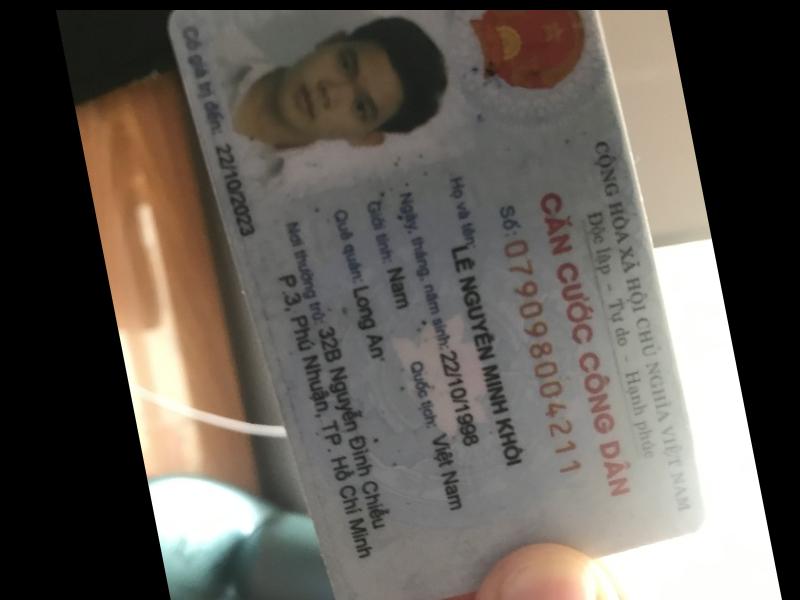 CỘNG HÒA XÃ HỘI CHỦ NGHĨA VIỆT NAM
Độc lập – Tự do – Hạnh phúc
CĂN CƯỚC CÔNG DÂN
Số: 079098004211
Họ và tên: LÊ NGUYÊN MINH KHÔI
Ngày, tháng, năm sinh: 22/10/1998
Giới tính: Nam Quốc tịch: Việt Nam
Quê quán: Long An
Nơi thường trú: 32B Nguyễn Đình Chiểu
P.3, Phú Nhuận, TP. Hồ Chí Minh
Có giá trị đến: 22/10/2023